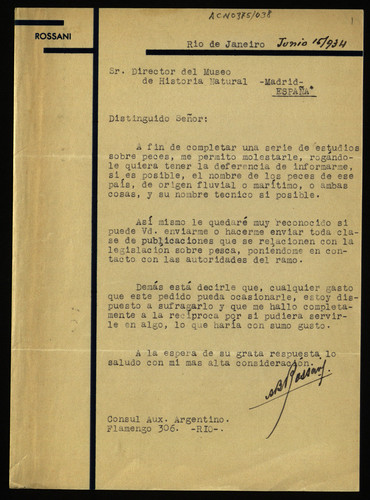 ACN0385/038
1
ROSSANI
Rio de Janeiro Junio 16/934
Sr. Director del Museo
de Historia Natural -Madrid-
ESPAÑA*
Distinguido Señor:
A fin de completar una serie de estudios
sobre peces, me permito molestarle, rogándo-
le quiera tener la deferencia de informarme,
si es posible, el nombre de los peces de ese
país, de origen fluvial o marítimo, o ambas
cosas, y su nombre tecnico si posible.
Así mismo le quedaré muy reconocido si
puede Vd. enviarme o hacerme enviar toda cla-
se de publicaciones que se relacionen con la
legislación sobre pesca, poniendome en con-
tacto con las autoridades del ramo.
Demás está decirle que, cualquier gasto
que este pedido pueda ocasionarle, estoy dis-
puesto a sufragarlo y que me hallo completa-
mente a la recíproca por si pudiera servir-
le en algo, lo que haría con sumo gusto.
A la espera de su grata respuesta lo
saludo con mi mas alta consideración.
ABRossani.
Consul Aux. Argentino.
Flamengo 306. -RIO-.